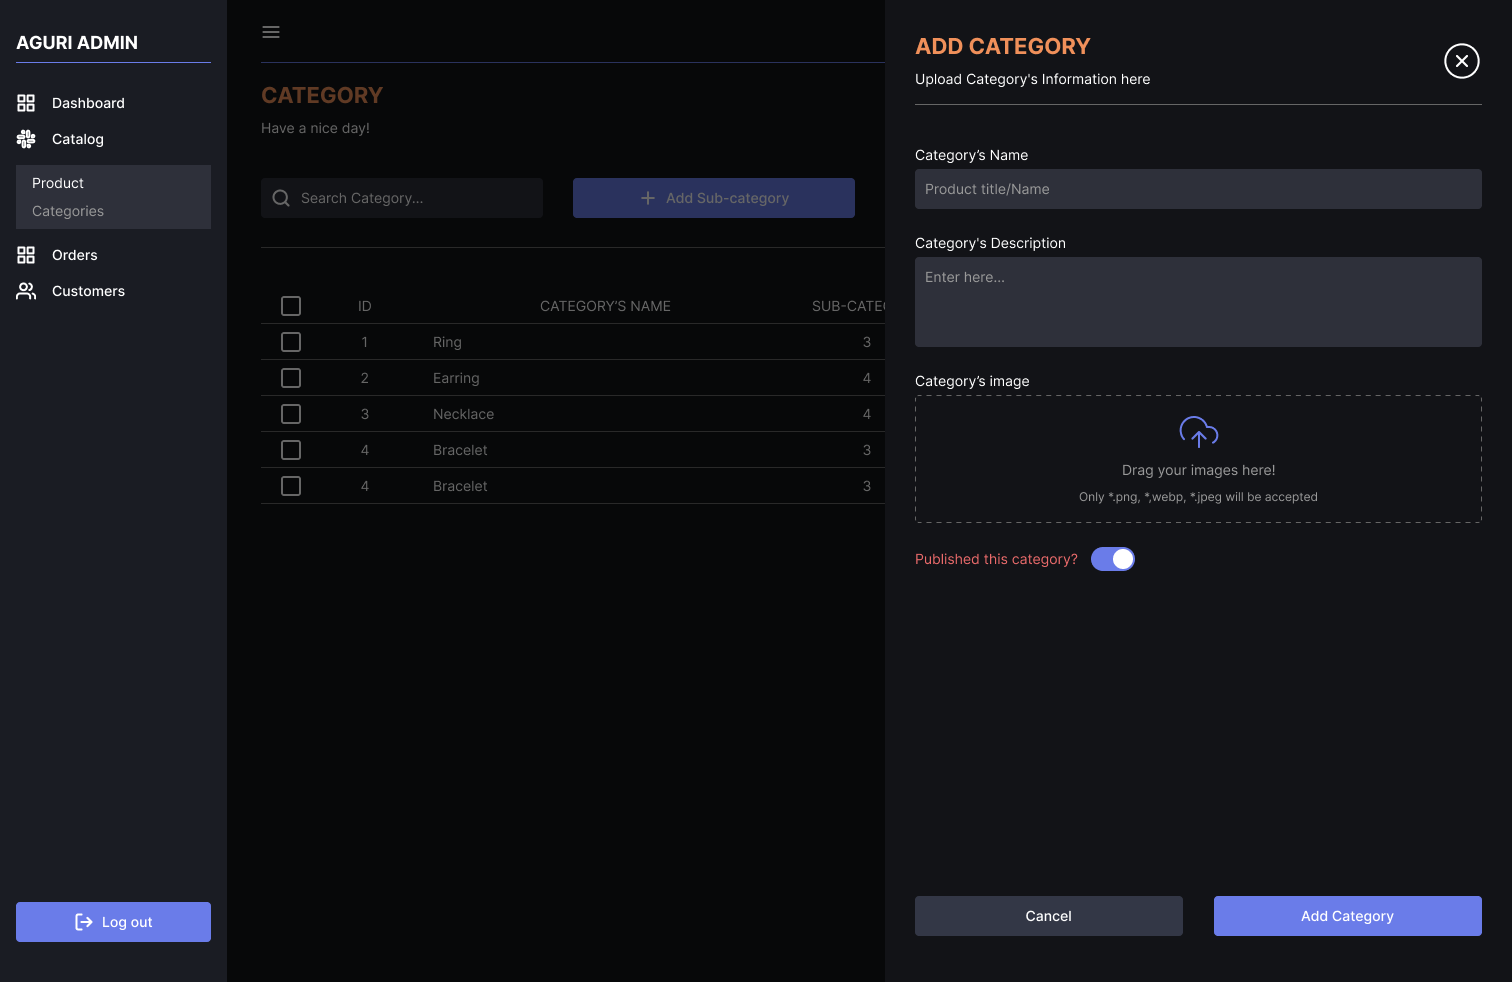 AGURI ADMIN
Dashboard
Catalog
Product
Categories
Orders
Customers
Log out
CATEGORY
Have a nice day!
Search Category...
Add Sub-category
ID CATEGORY’S NAME SUB-CATEG
1 Ring 3
2 Earring 4
3 Necklace 4
4 Bracelet 3
4 Bracelet 3
ADD CATEGORY
Upload Category's Information here
Category’s Name
Product title/Name
Category's Description
Enter here...
Category’s image
Drag your images here!
Only *.png, *,webp, *.jpeg will be accepted
Published this category?
Cancel
Add Category